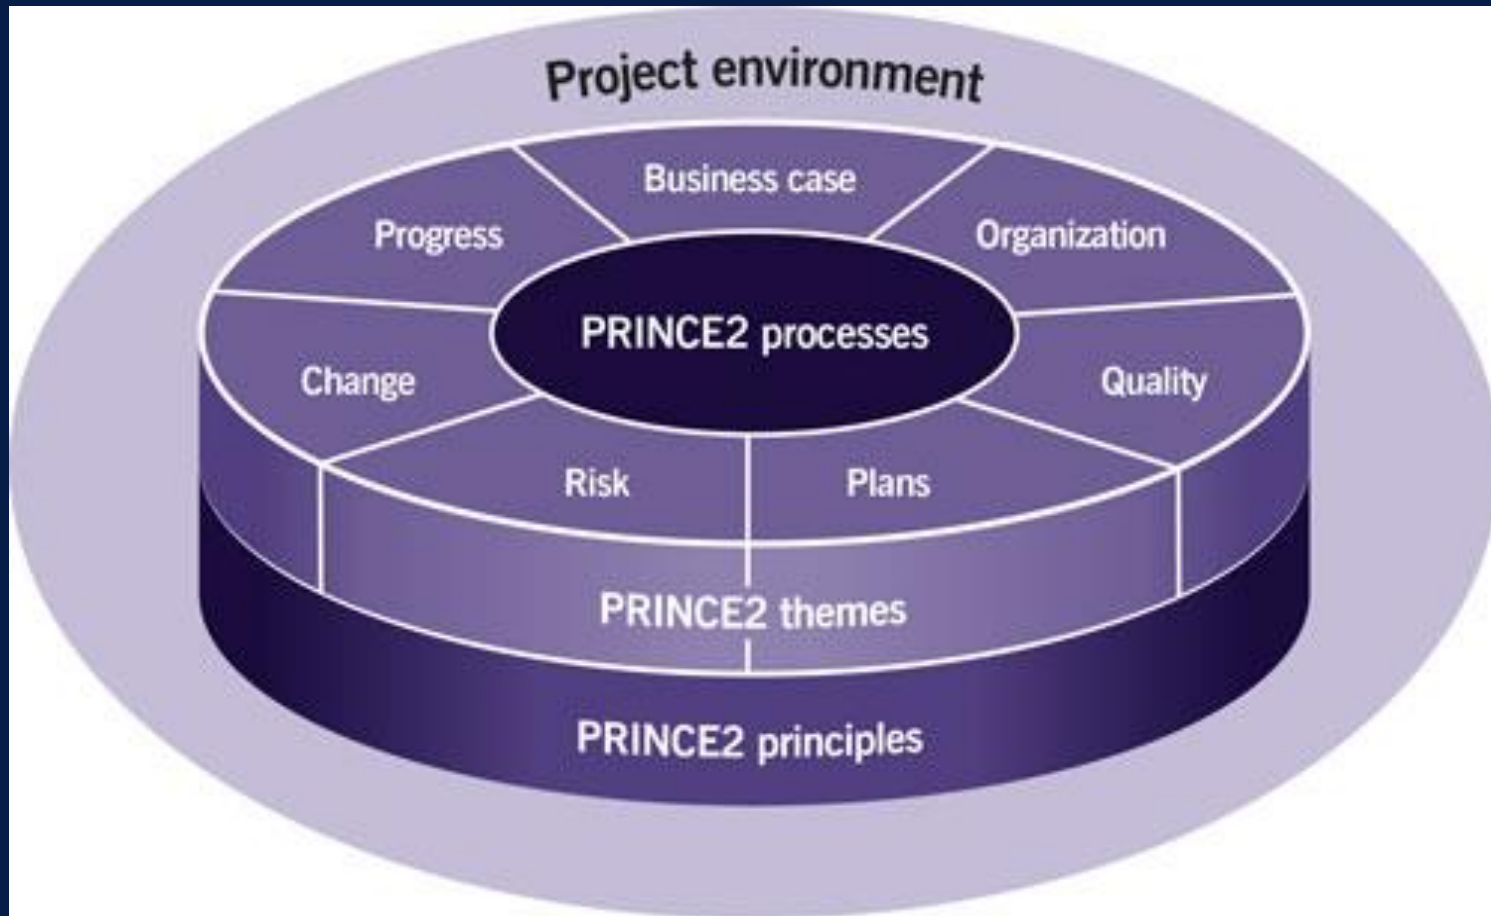 Project environment
Business case
Progress
Organization
PRINCE2 processes
Change
Quality
Risk
Plans
PRINCE2 themes
PRINCE2 principles